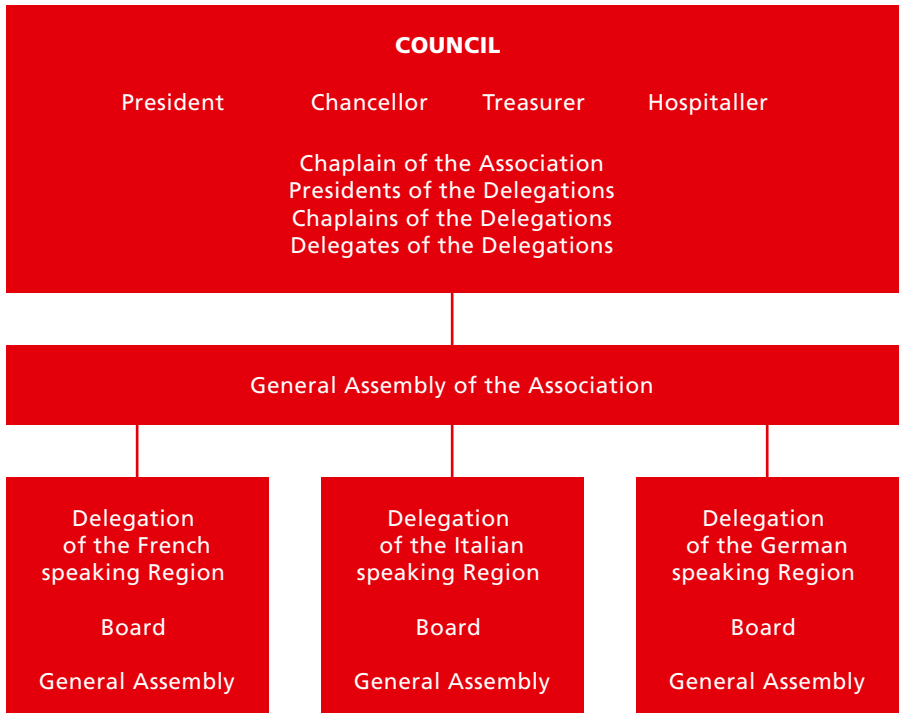 COUNCIL
President Chancellor Treasurer Hospitaller
Chaplain of the Association
Presidents of the Delegations
Chaplains of the Delegations
Delegates of the Delegations
General Assembly of the Association
Delegation
of the French
speaking Region
Board
General Assembly
Delegation
of the Italian
speaking Region
Board
General Assembly
Delegation
of the German
speaking Region
Board
General Assembly